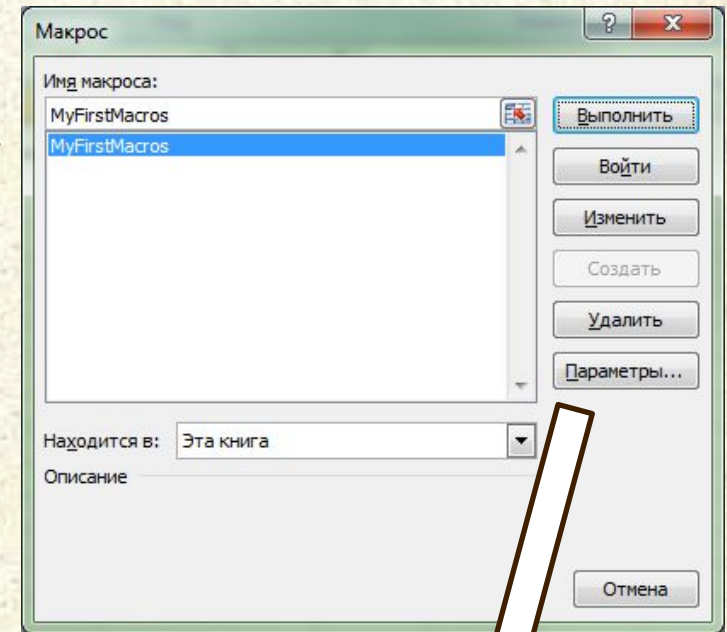 Макрос
Имя макроса:
MyFirstMacros
MyFirstMacros
Выполнить
Войти
Изменить
Создать
Удалить
Параметры...
Находится в: Эта книга
Описание
Отмена